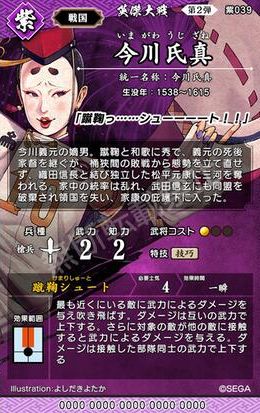 紫
戦国
英傑大戦
第2弾
紫039
いまがわうじざね
今川氏真
統一名称：今川氏真
生没年：1538～1615
「蹴鞠っ……シューーーート！！」
今川義元の嫡男。蹴鞠と和歌に秀で、義元の死後
家督を継ぐが、桶狭間の敗戦から態勢を立て直せ
ず、織田信長と結び独立した松平元康に三河を奪
われる。家中の統率は乱れ、武田信玄にも同盟を
破棄され領国を失い、家康の庇護下に入った。
兵種 武力 知力 武将コスト
槍兵 2 2
特技 技巧
けまりしゅーと
蹴鞠シュート
必要士気 効果時間
4 一瞬
効果範囲
最も近くにいる敵に武力によるダメージを
与え吹き飛ばす。ダメージは互いの武力で
上下する。さらに対象の敵が他の敵に接触
すると武力によるダメージを与える。ダ
メージは接触した部隊同士の武力で上下す
る
Illustration：よしだきよたか
©SEGA
0000-0000-0000-0000-0000